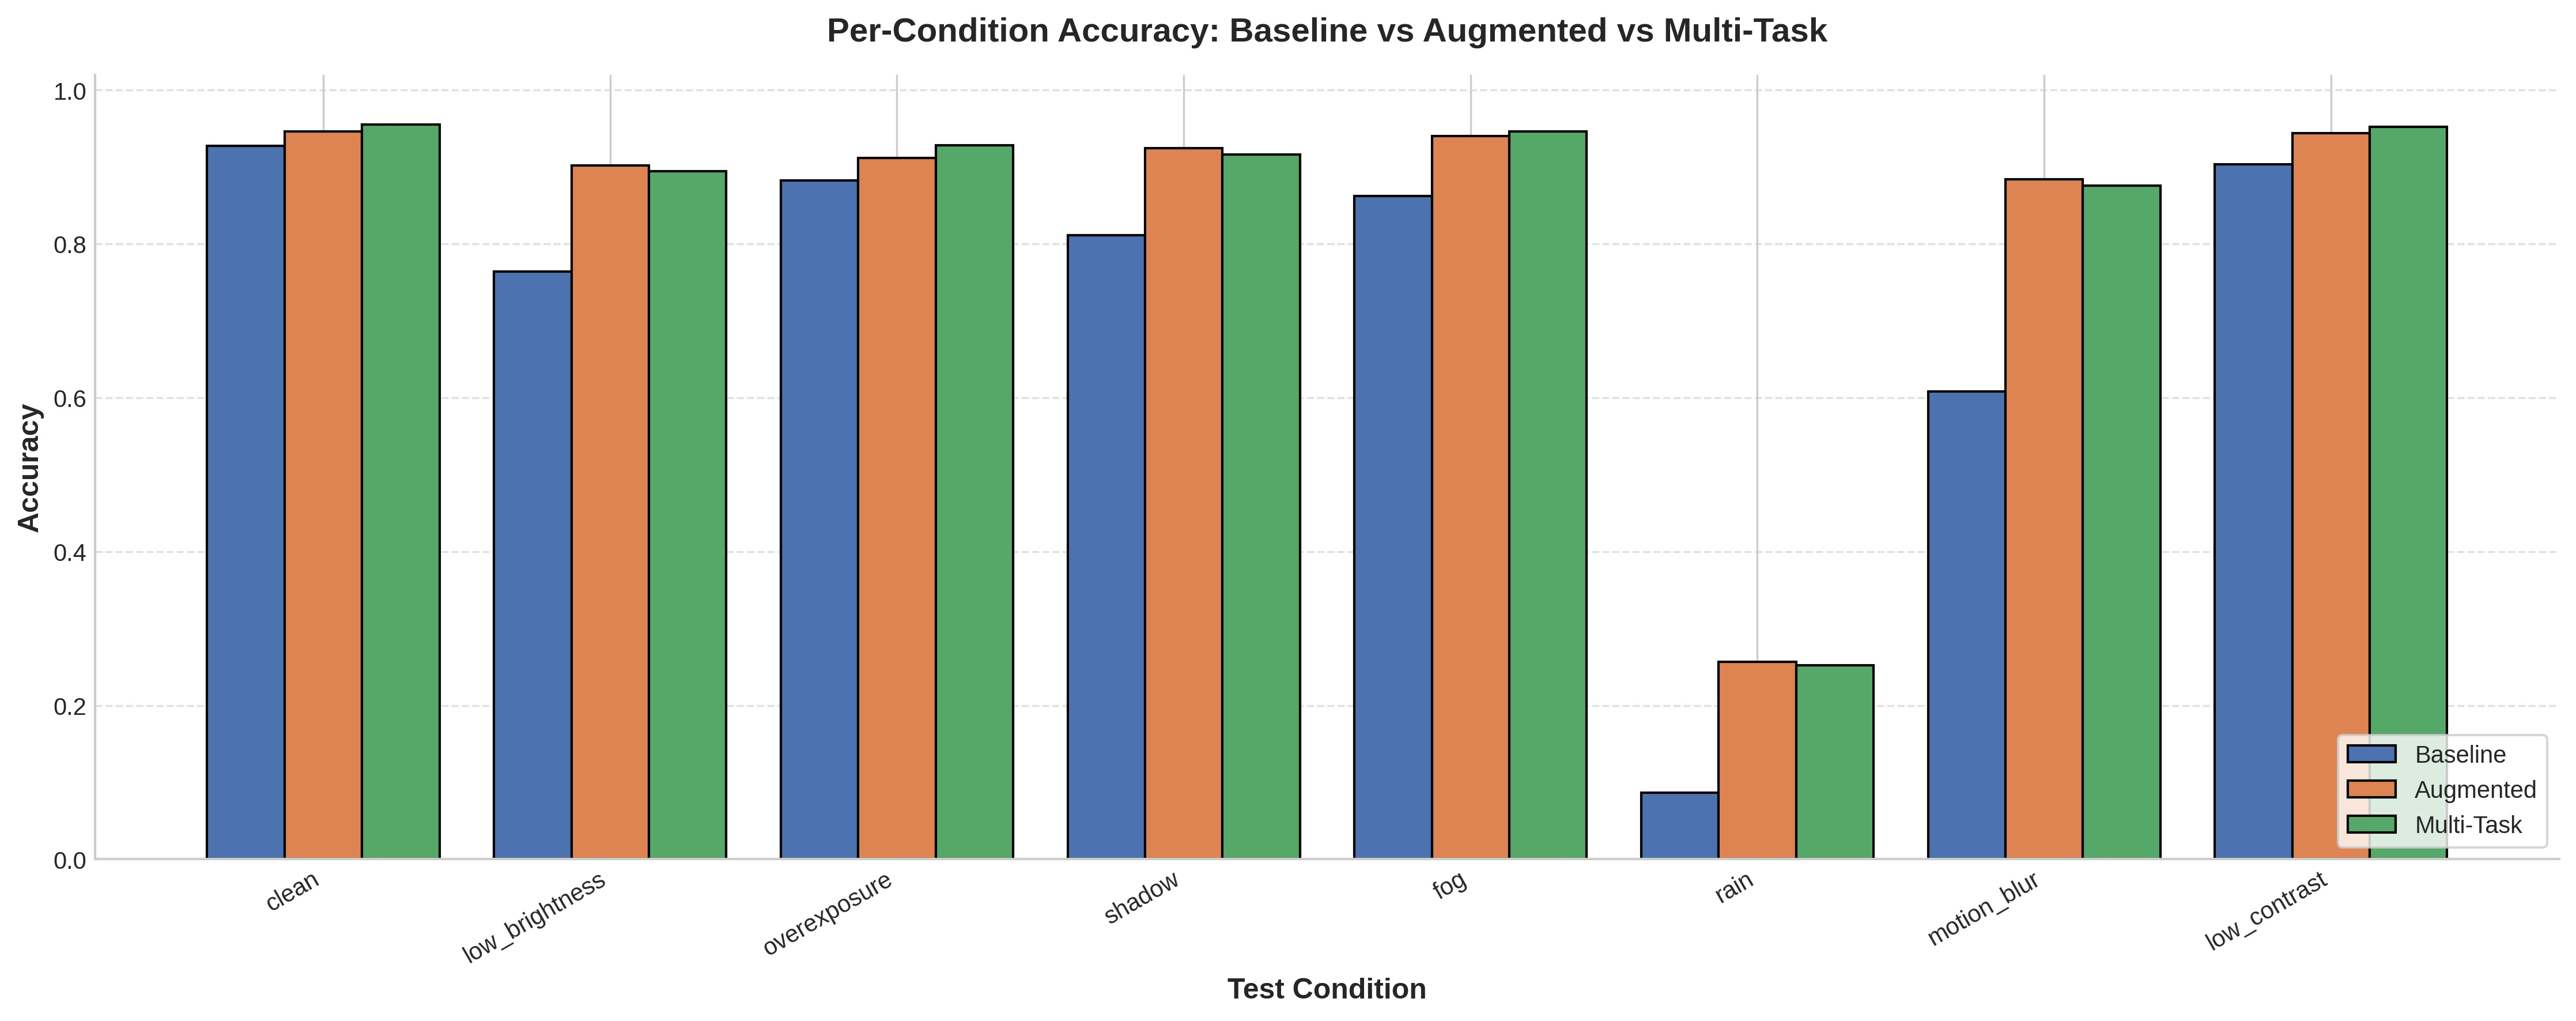 Per-Condition Accuracy: Baseline vs Augmented vs Multi-Task
Accuracy
1.0
0.8
0.6
0.4
0.2
0.0
clean
low_brightness
overexposure
shadow
fog
rain
motion_blur
low_contrast
Test Condition
Baseline
Augmented
Multi-Task